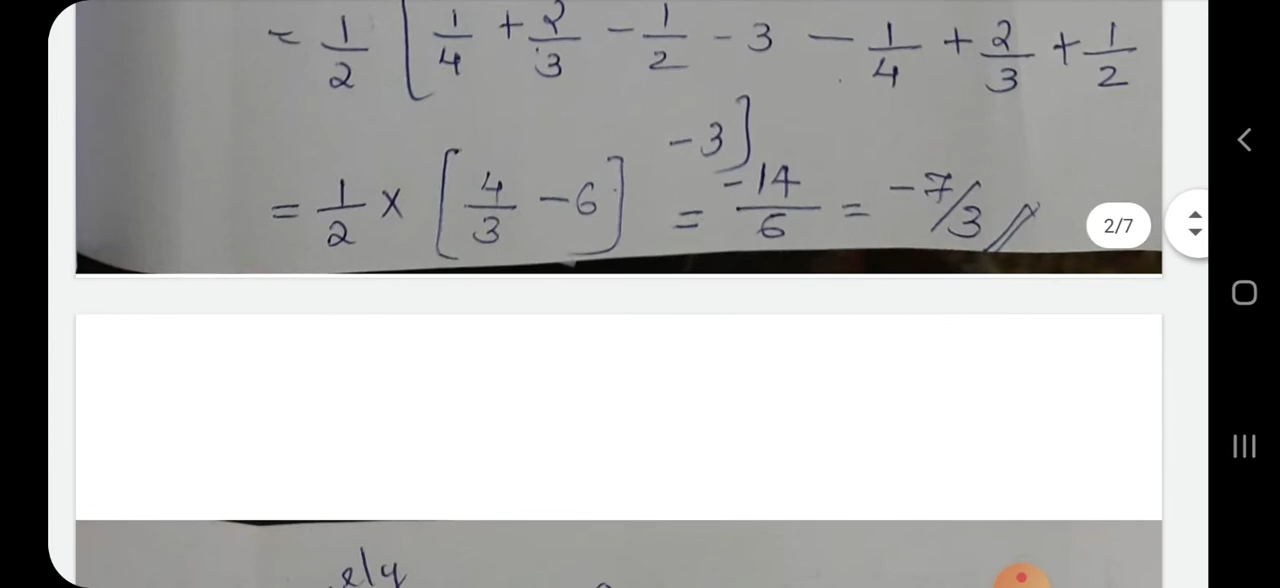 = 1/2 [ 1/4 + 2/3 - 1/2 - 3 - 1/4 + 2/3 + 1/2
- 3 ]
= 1/2 × [ 4/3 - 6 ] = -14/6 = -7/3 //
2/7